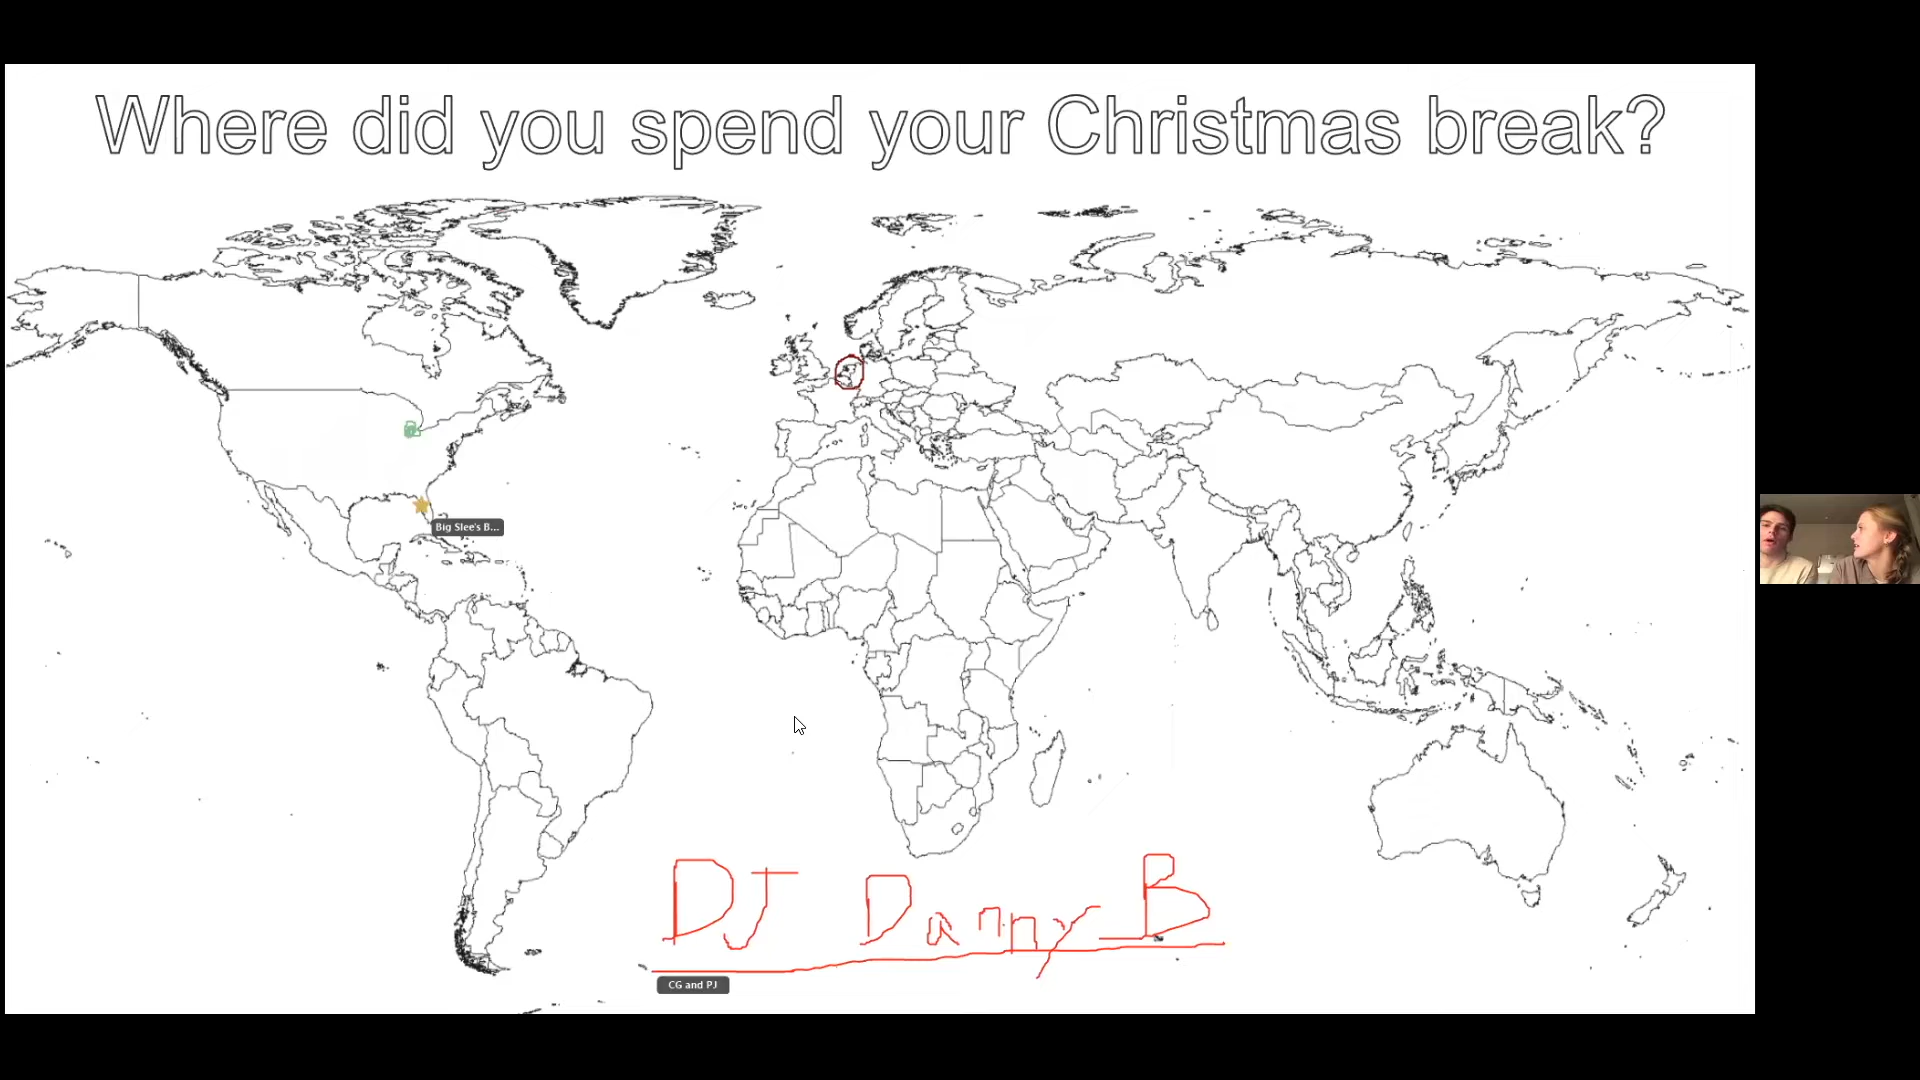 Where did you spend your Christmas break?
Big Slee's B...
DJ Danny B
CG and PJ